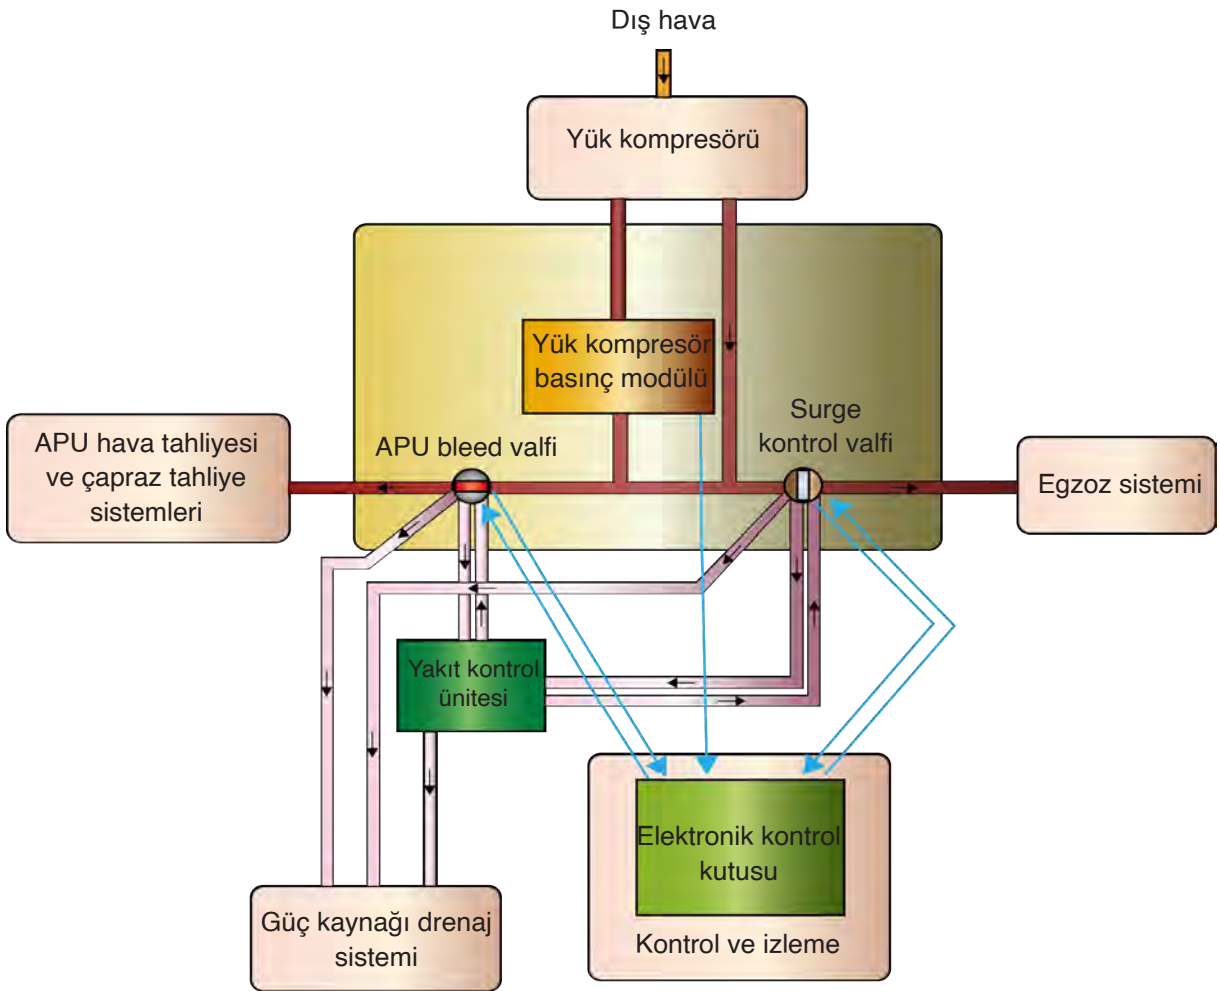 Dış hava
Yük kompresörü
Yük kompresör
basınç modülü
Surge
kontrol valfi
APU bleed valfi
APU hava tahliyesi
ve çapraz tahliye
sistemleri
Egzoz sistemi
Yakıt kontrol
ünitesi
Elektronik kontrol
kutusu
Kontrol ve izleme
Güç kaynağı drenaj
sistemi